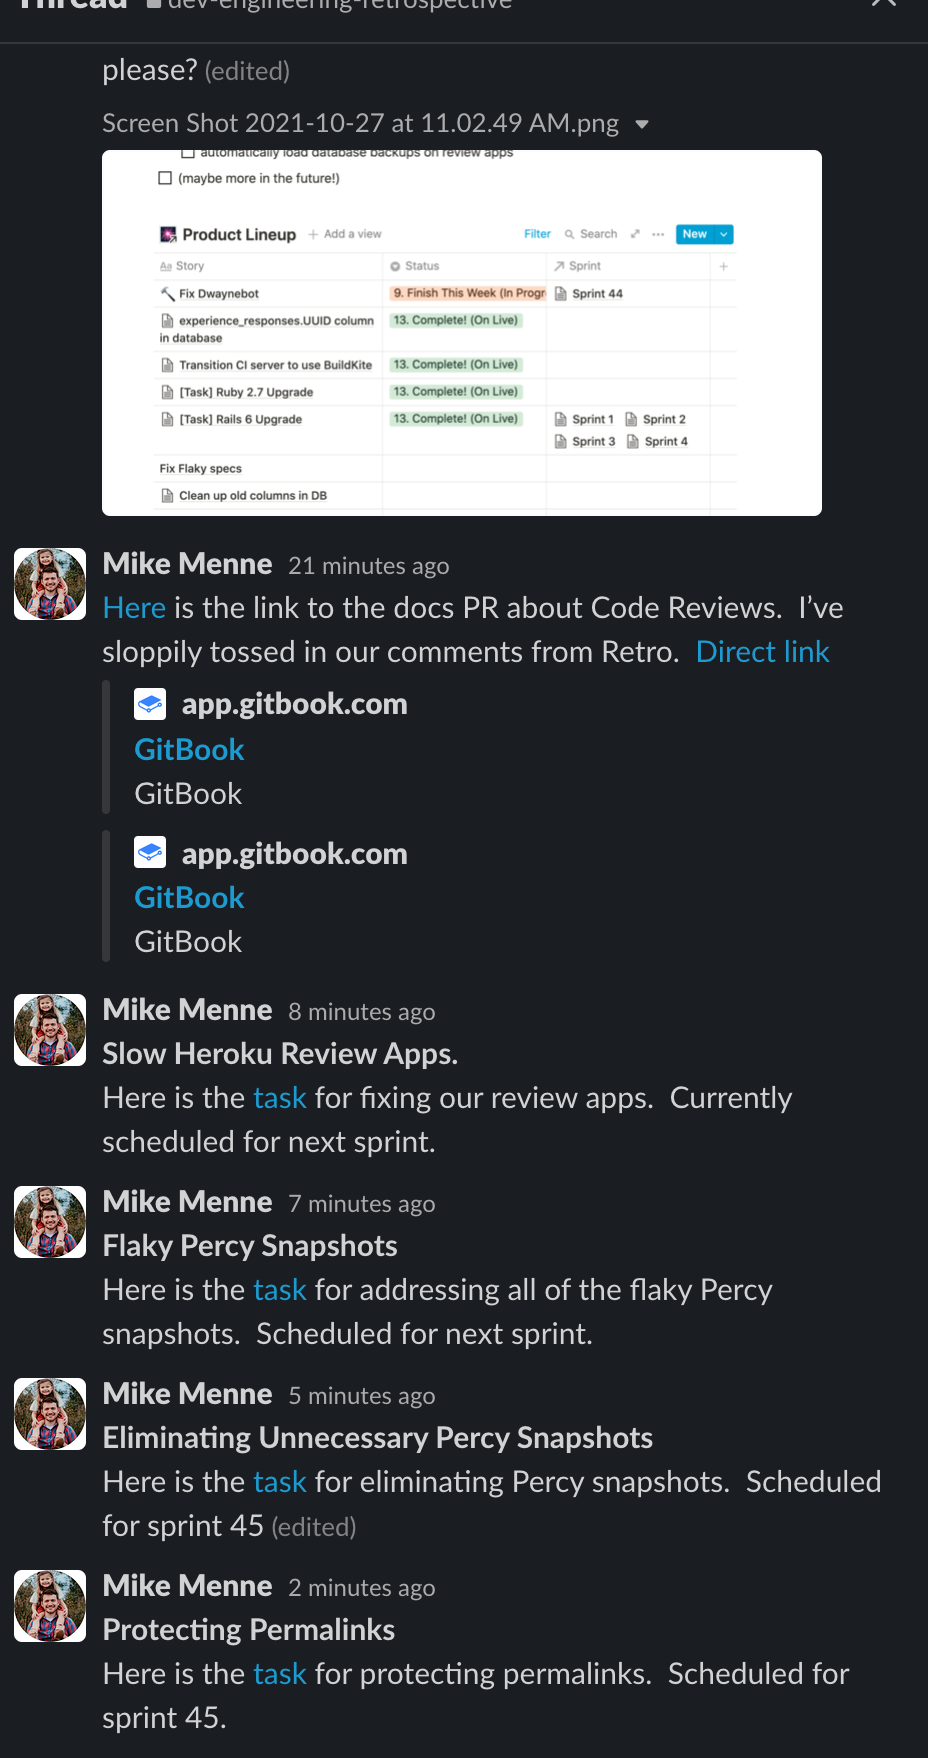 Thread dev-engineering-retrospective
please? (edited)
Screen Shot 2021-10-27 at 11.02.49 AM.png
automatically load database backups on review apps
(maybe more in the future!)
Product Lineup + Add a view Filter Search ... New
Aa Story Status Sprint +
Fix Dwaynebot 9. Finish This Week (In Progr Sprint 44
experience_responses.UUID column 13. Complete! (On Live)
in database
Transition CI server to use BuildKite 13. Complete! (On Live)
[Task] Ruby 2.7 Upgrade 13. Complete! (On Live)
[Task] Rails 6 Upgrade 13. Complete! (On Live) Sprint 1 Sprint 2
Sprint 3 Sprint 4
Fix Flaky specs
Clean up old columns in DB
Mike Menne 21 minutes ago
Here is the link to the docs PR about Code Reviews. I’ve
sloppily tossed in our comments from Retro. Direct link
app.gitbook.com
GitBook
GitBook
app.gitbook.com
GitBook
GitBook
Mike Menne 8 minutes ago
Slow Heroku Review Apps.
Here is the task for fixing our review apps. Currently
scheduled for next sprint.
Mike Menne 7 minutes ago
Flaky Percy Snapshots
Here is the task for addressing all of the flaky Percy
snapshots. Scheduled for next sprint.
Mike Menne 5 minutes ago
Eliminating Unnecessary Percy Snapshots
Here is the task for eliminating Percy snapshots. Scheduled
for sprint 45 (edited)
Mike Menne 2 minutes ago
Protecting Permalinks
Here is the task for protecting permalinks. Scheduled for
sprint 45.